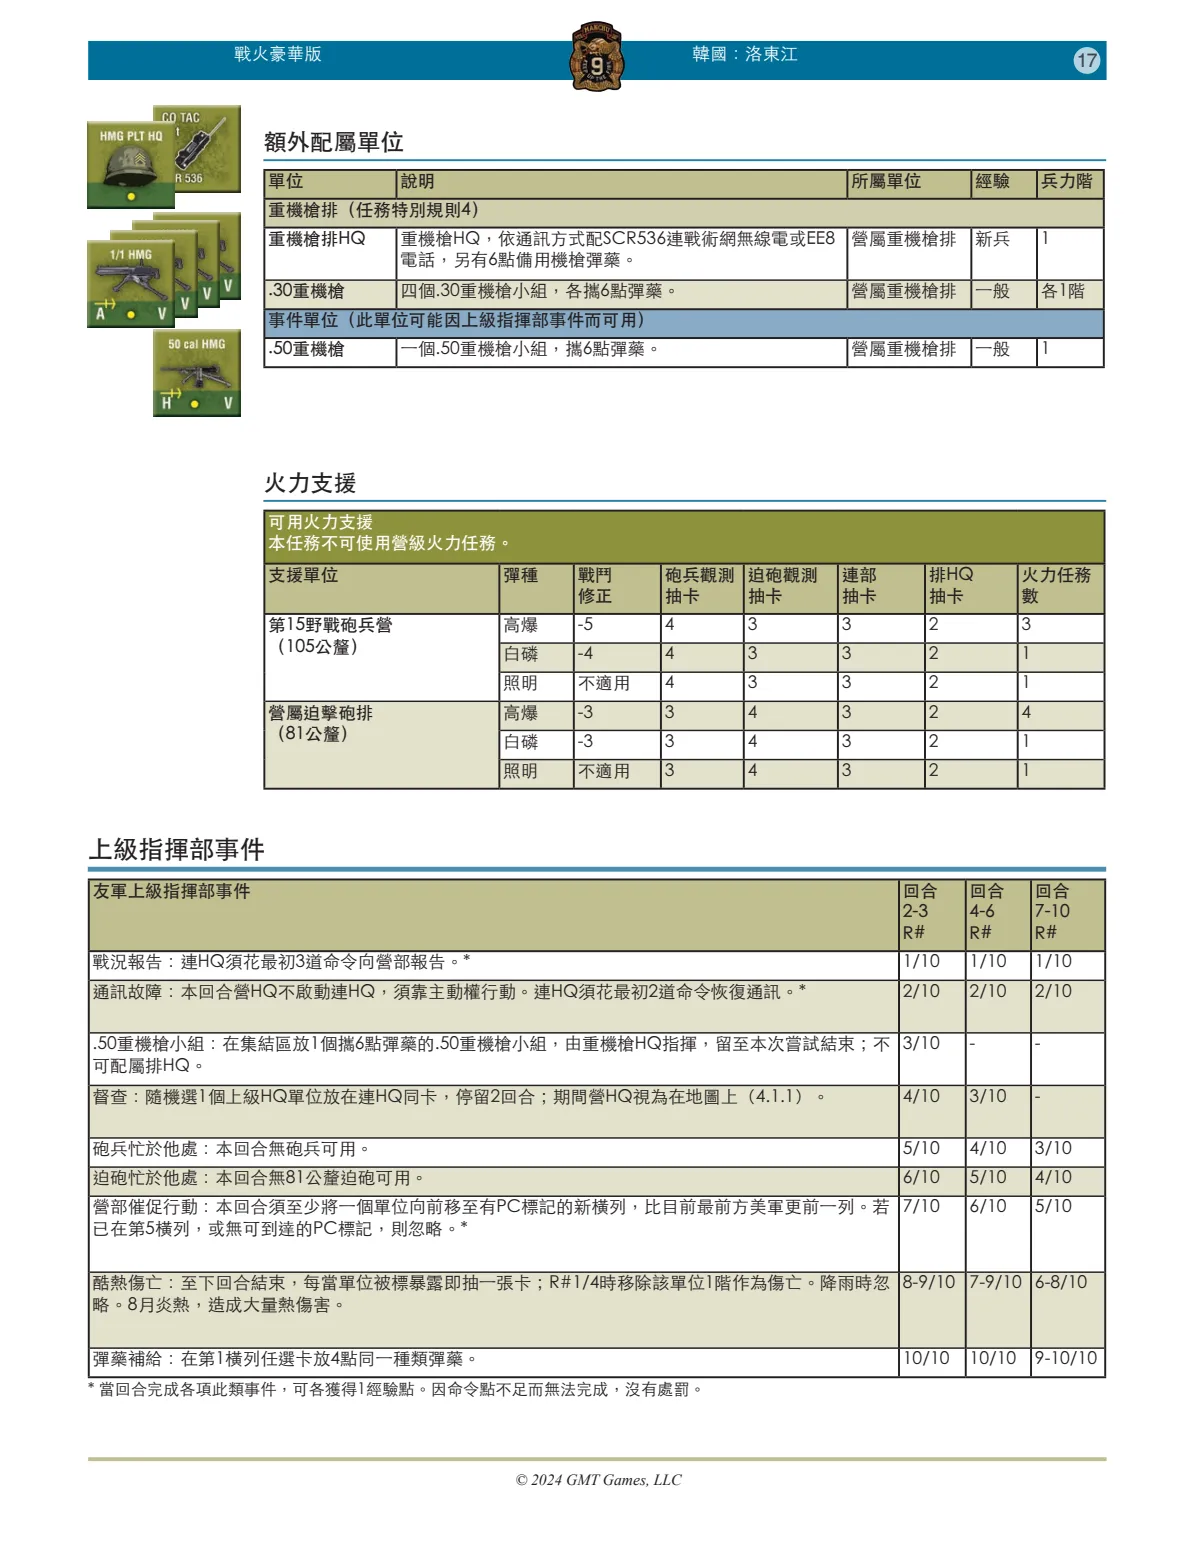 戰火豪華版
韓國：洛東江
17
MANCHU
9
CO TAC
HMG PLT HQ
R 536
1/1 HMG
A V
V
V
V
50 cal HMG
H V
額外配屬單位
單位 說明 所屬單位 經驗 兵力階
重機槍排（任務特別規則4）
重機槍排HQ 重機槍HQ，依通訊方式配SCR536連戰術網無線電或EE8 營屬重機槍排 新兵 1
電話，另有6點備用機槍彈藥。
.30重機槍 四個.30重機槍小組，各攜6點彈藥。 營屬重機槍排 一般 各1階
事件單位（此單位可能因上級指揮部事件而可用）
.50重機槍 一個.50重機槍小組，攜6點彈藥。 營屬重機槍排 一般 1
火力支援
可用火力支援
本任務不可使用營級火力任務。
支援單位 彈種 戰鬥 砲兵觀測 迫砲觀測 連部 排HQ 火力任務
修正 抽卡 抽卡 抽卡 抽卡 數
第15野戰砲兵營 高爆 -5 4 3 3 2 3
（105公釐）
白磷 -4 4 3 3 2 1
照明 不適用 4 3 3 2 1
營屬迫擊砲排 高爆 -3 3 4 3 2 4
（81公釐）
白磷 -3 3 4 3 2 1
照明 不適用 3 4 3 2 1
上級指揮部事件
友軍上級指揮部事件 回合 回合 回合
2-3 4-6 7-10
R# R# R#
戰況報告：連HQ須花最初3道命令向營部報告。* 1/10 1/10 1/10
通訊故障：本回合營HQ不啟動連HQ，須靠主動權行動。連HQ須花最初2道命令恢復通訊。* 2/10 2/10 2/10
.50重機槍小組：在集結區放1個攜6點彈藥的.50重機槍小組，由重機槍HQ指揮，留至本次嘗試結束；不 3/10 - -
可配屬排HQ。
督查：隨機選1個上級HQ單位放在連HQ同卡，停留2回合；期間營HQ視為在地圖上（4.1.1）。 4/10 3/10 -
砲兵忙於他處：本回合無砲兵可用。 5/10 4/10 3/10
迫砲忙於他處：本回合無81公釐迫砲可用。 6/10 5/10 4/10
營部催促行動：本回合須至少將一個單位向前移至有PC標記的新橫列，比目前最前方美軍更前一列。若 7/10 6/10 5/10
已在第5橫列，或無可到達的PC標記，則忽略。*
酷熱傷亡：至下回合結束，每當單位被標暴露即抽一張卡；R#1/4時移除該單位1階作為傷亡。降雨時忽 8-9/10 7-9/10 6-8/10
略。8月炎熱，造成大量熱傷害。
彈藥補給：在第1橫列任選卡放4點同一種類彈藥。 10/10 10/10 9-10/10
* 當回合完成各項此類事件，可各獲得1經驗點。因命令點不足而無法完成，沒有處罰。
© 2024 GMT Games, LLC